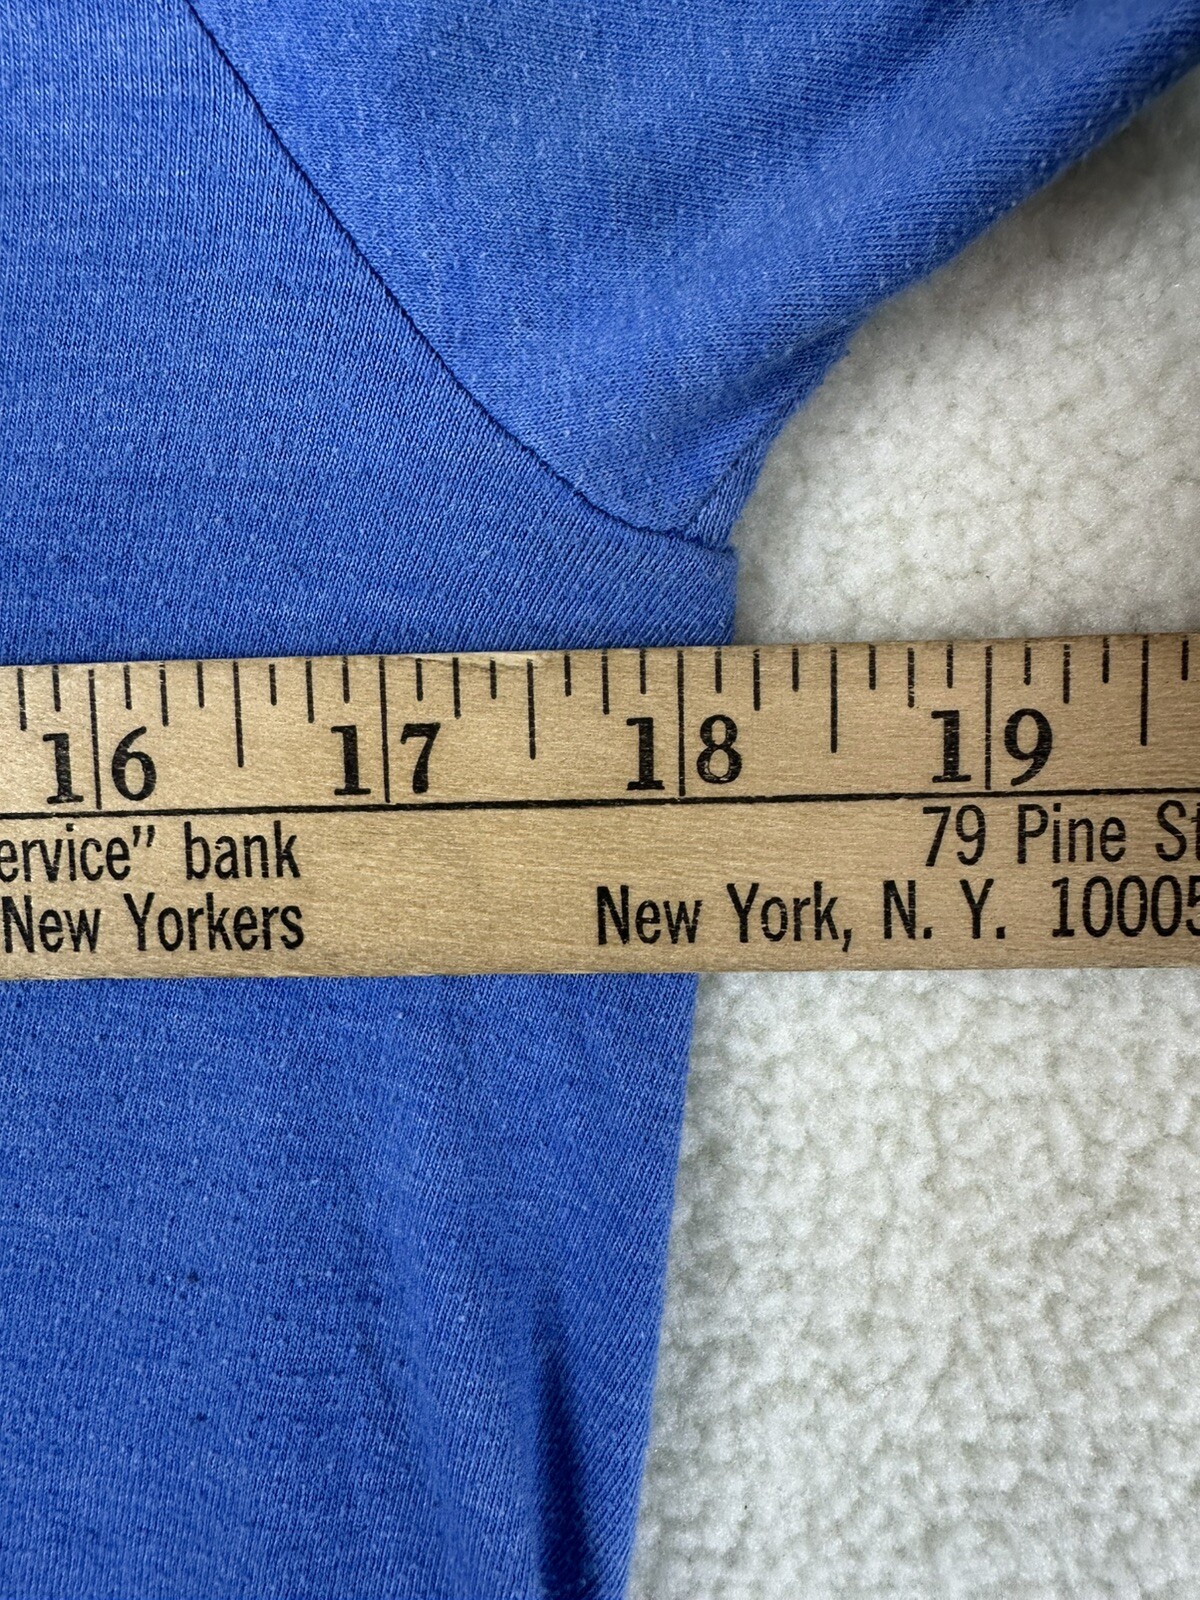 16 17 18 19
ervice” bank 79 Pine St
New Yorkers New York, N. Y. 10005